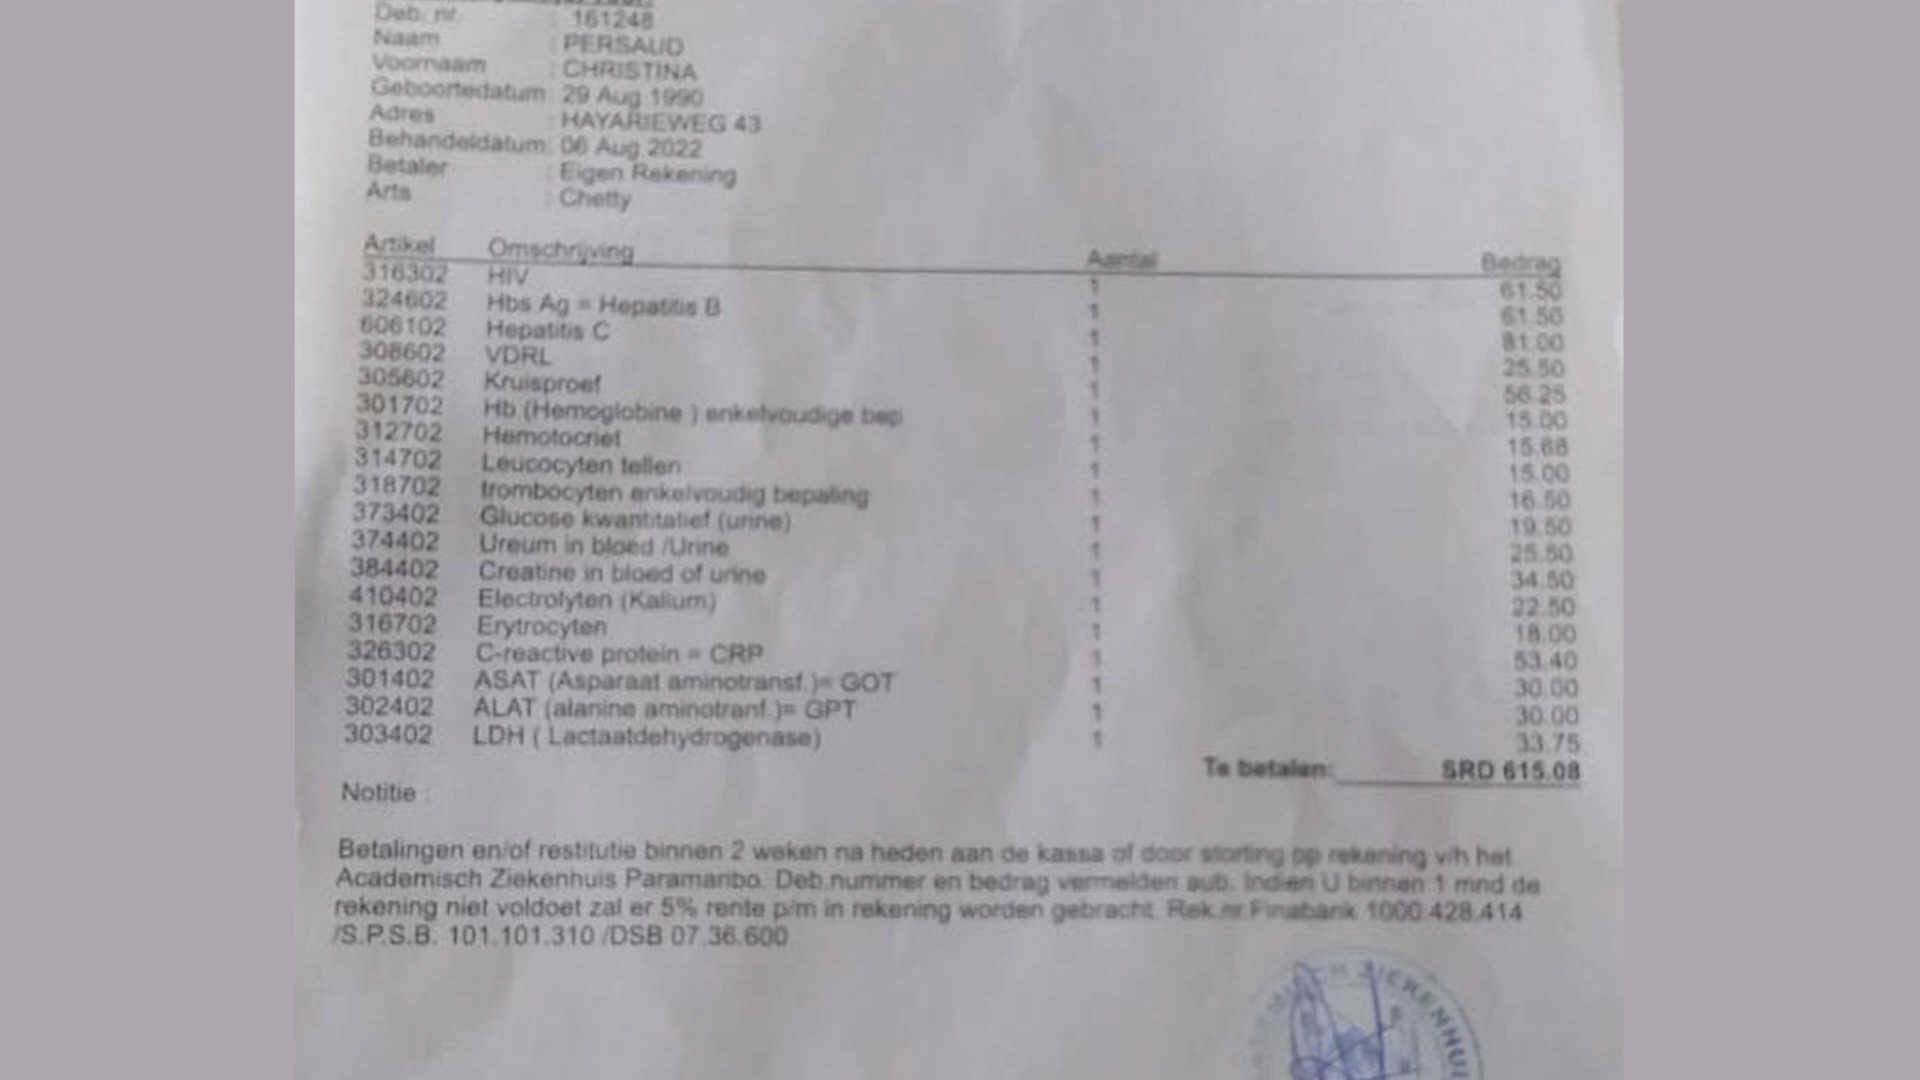 Deb. nr. : 161248
Naam : PERSAUD
Voornaam : CHRISTINA
Geboortedatum : 29 Aug 1990
Adres : HAYARIEWEG 43
Behandeldatum : 06 Aug 2022
Betaler : Eigen Rekening
Arts : Chetty
Artikel Omschrijving Aantal Bedrag
316302 HIV 1 61.50
324602 Hbs Ag = Hepatitis B 1 61.50
606102 Hepatitis C 1 81.00
308602 VDRL 1 25.50
305602 Kruisproef 1 56.25
301702 Hb (Hemoglobine ) enkelvoudige bep 1 15.00
312702 Hemotocriet 1 15.68
314702 Leucocyten tellen 1 15.00
318702 trombocyten enkelvoudig bepaling 1 16.50
373402 Glucose kwantitatief (urine) 1 19.50
374402 Ureum in bloed /Urine 1 25.50
384402 Creatine in bloed of urine 1 34.50
410402 Electrolyten (Kalium) 1 22.50
316702 Erytrocyten 1 18.00
326302 C-reactive protein = CRP 1 53.40
301402 ASAT (Asparaat aminotransf.)= GOT 1 30.00
302402 ALAT (alanine aminotranf.)= GPT 1 30.00
303402 LDH ( Lactaatdehydrogenase) 1 33.75
Te betalen: SRD 615.08
Notitie :
Betalingen en/of restitutie binnen 2 weken na heden aan de kassa of door storting op rekening v/h het
Academisch Ziekenhuis Paramaribo. Deb.nummer en bedrag vermelden aub. Indien U binnen 1 mnd de
rekening niet voldoet zal er 5% rente p/m in rekening worden gebracht. Rek.nr.Finabank 1000.428.414
/S.P.S.B. 101.101.310 /DSB 07.36.600